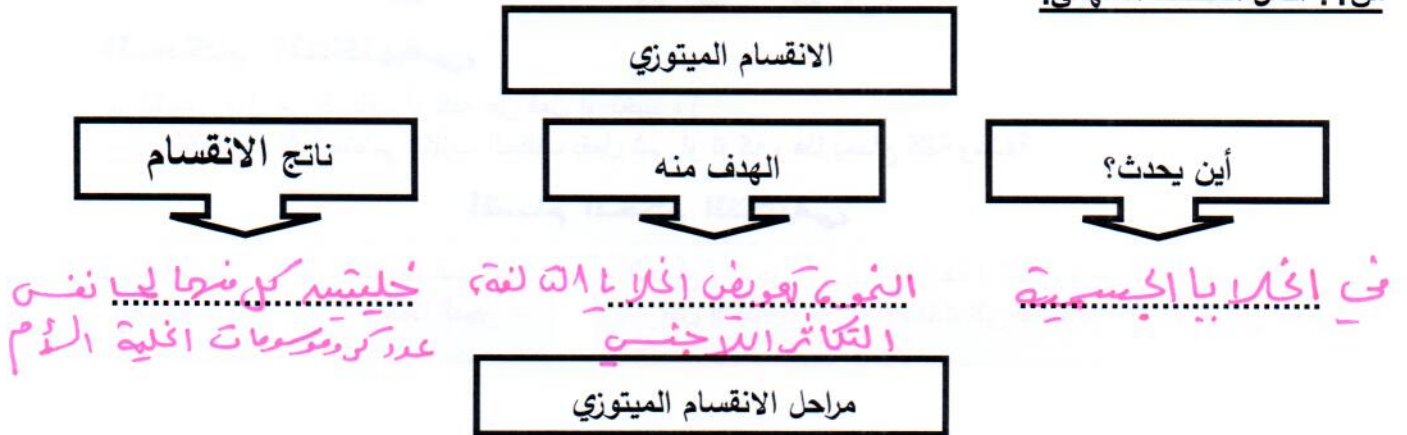 الانقسام الميتوزي
أين يحدث؟
الهدف منه
ناتج الانقسام
في الخلايا الجسمية
النمو، تعويض الخلايا التالفة،
التكاثر اللاجنسي
خليتين كل منهما لها نفس
عدد كروموسومات الخلية الأم
مراحل الانقسام الميتوزي